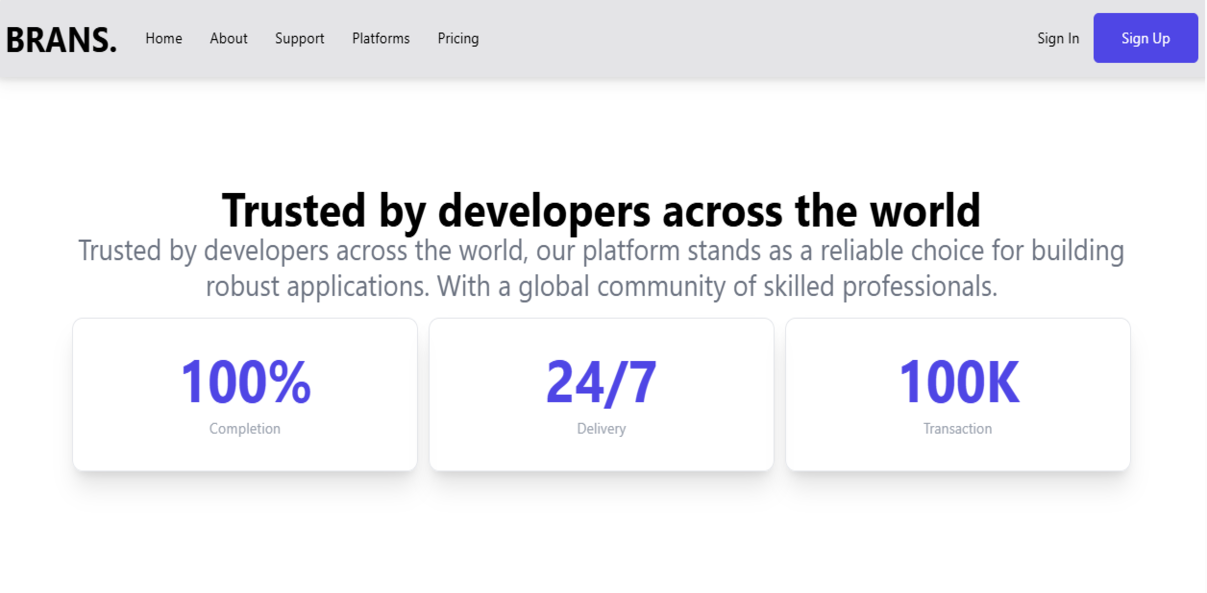 BRANS. Home About Support Platforms Pricing Sign In Sign Up
Trusted by developers across the world
Trusted by developers across the world, our platform stands as a reliable choice for building
robust applications. With a global community of skilled professionals.
100% 24/7 100K
Completion Delivery Transaction